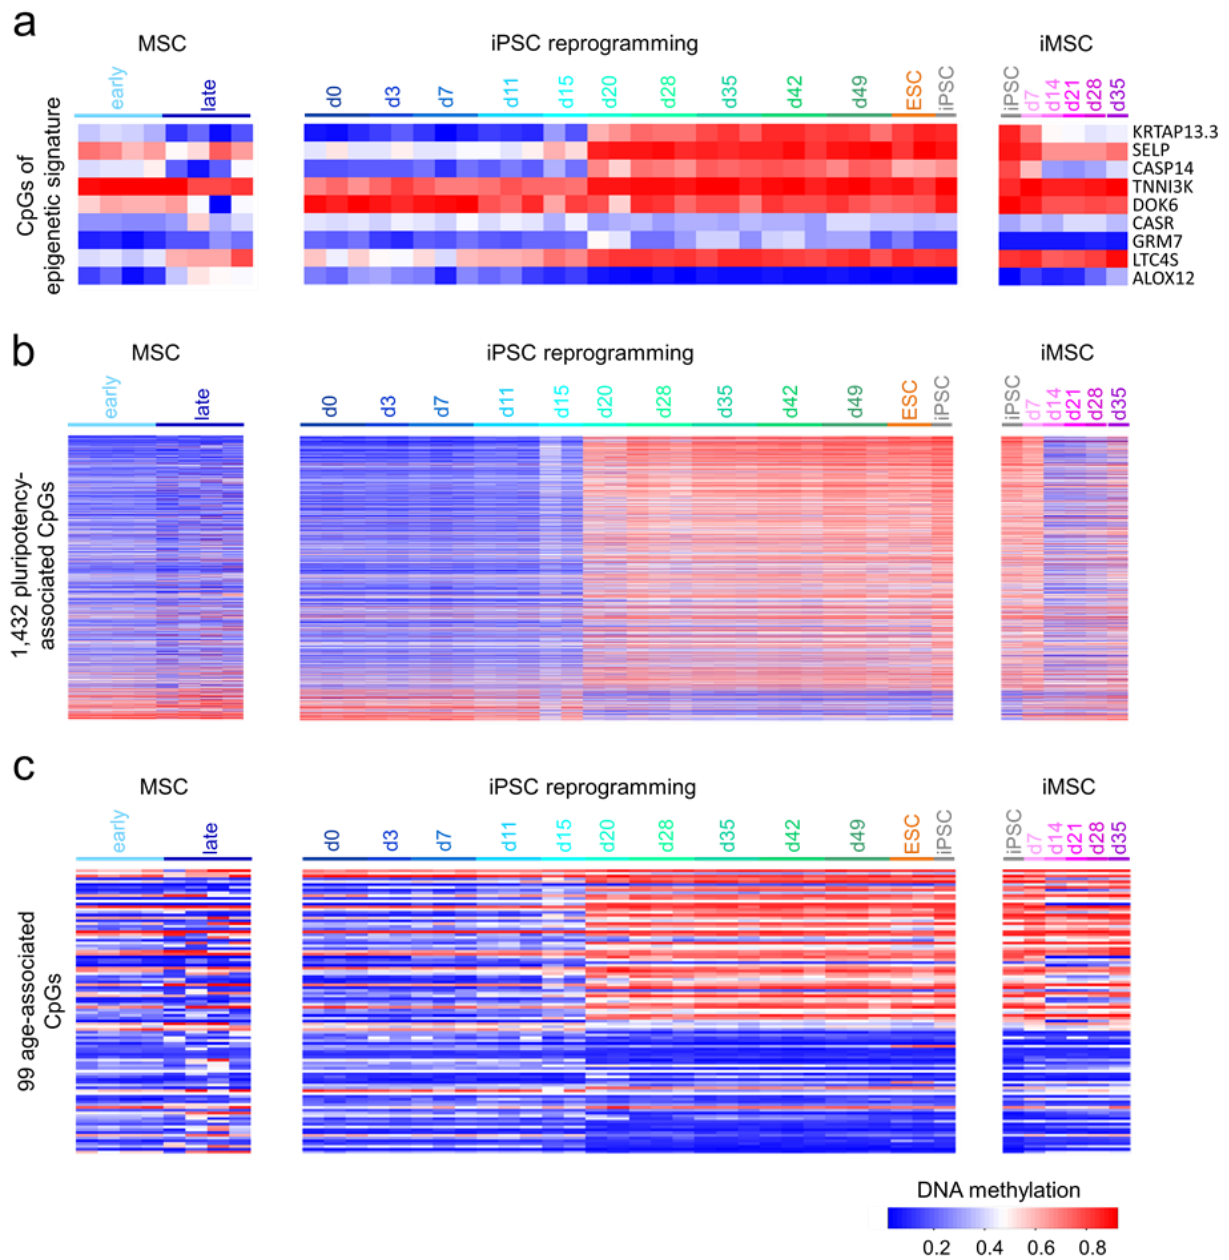 a
MSC
iPSC reprogramming
iMSC
early
late
d0
d3
d7
d11
d15
d20
d28
d35
d42
d49
ESC
iPSC
iPSC
d7
d14
d21
d28
d35
CpGs of
epigenetic signature
KRTAP13.3
SELP
CASP14
TNNI3K
DOK6
CASR
GRM7
LTC4S
ALOX12
b
MSC
iPSC reprogramming
iMSC
early
late
d0
d3
d7
d11
d15
d20
d28
d35
d42
d49
ESC
iPSC
iPSC
d7
d14
d21
d28
d35
1,432 pluripotency-
associated CpGs
c
MSC
iPSC reprogramming
iMSC
early
late
d0
d3
d7
d11
d15
d20
d28
d35
d42
d49
ESC
iPSC
iPSC
d7
d14
d21
d28
d35
99 age-associated
CpGs
DNA methylation
0.2 0.4 0.6 0.8